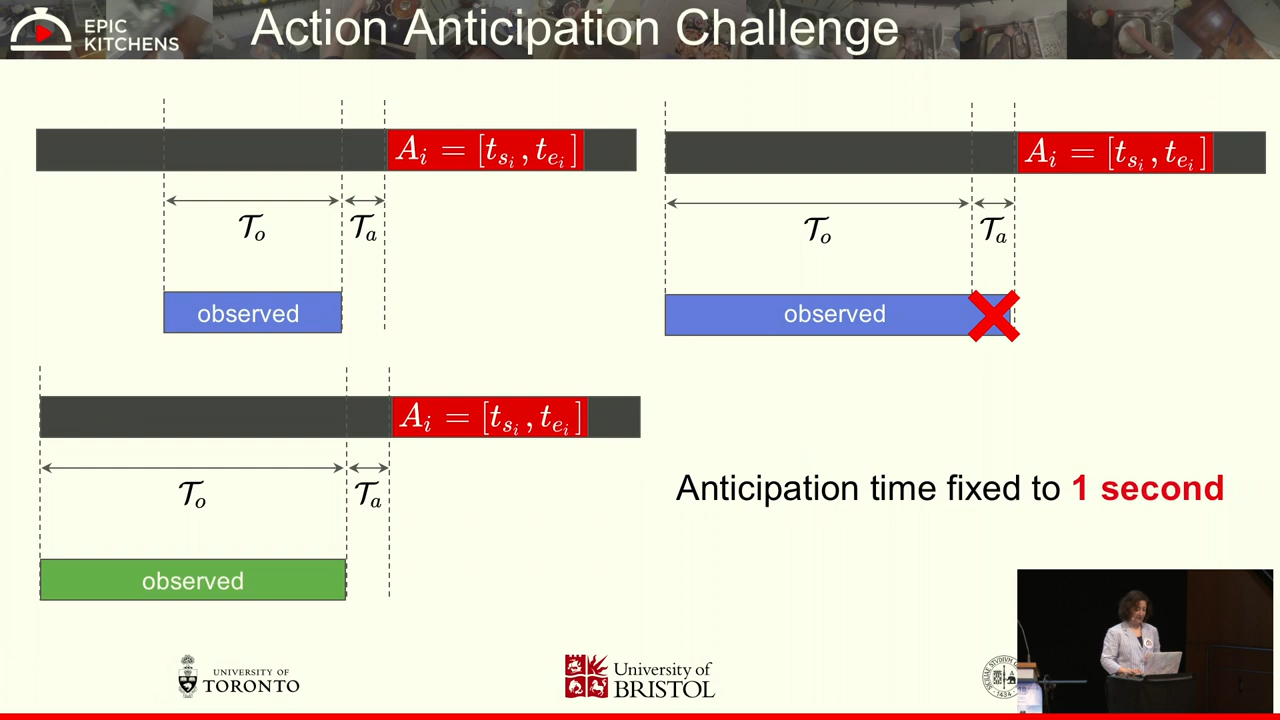 EPIC
KITCHENS
Action Anticipation Challenge
A_i = [t_{s_i}, t_{e_i}]
𝒯_o
𝒯_a
observed
A_i = [t_{s_i}, t_{e_i}]
𝒯_o
𝒯_a
observed
A_i = [t_{s_i}, t_{e_i}]
𝒯_o
𝒯_a
observed
Anticipation time fixed to 1 second
UNIVERSITY OF
TORONTO
University of
BRISTOL
1434